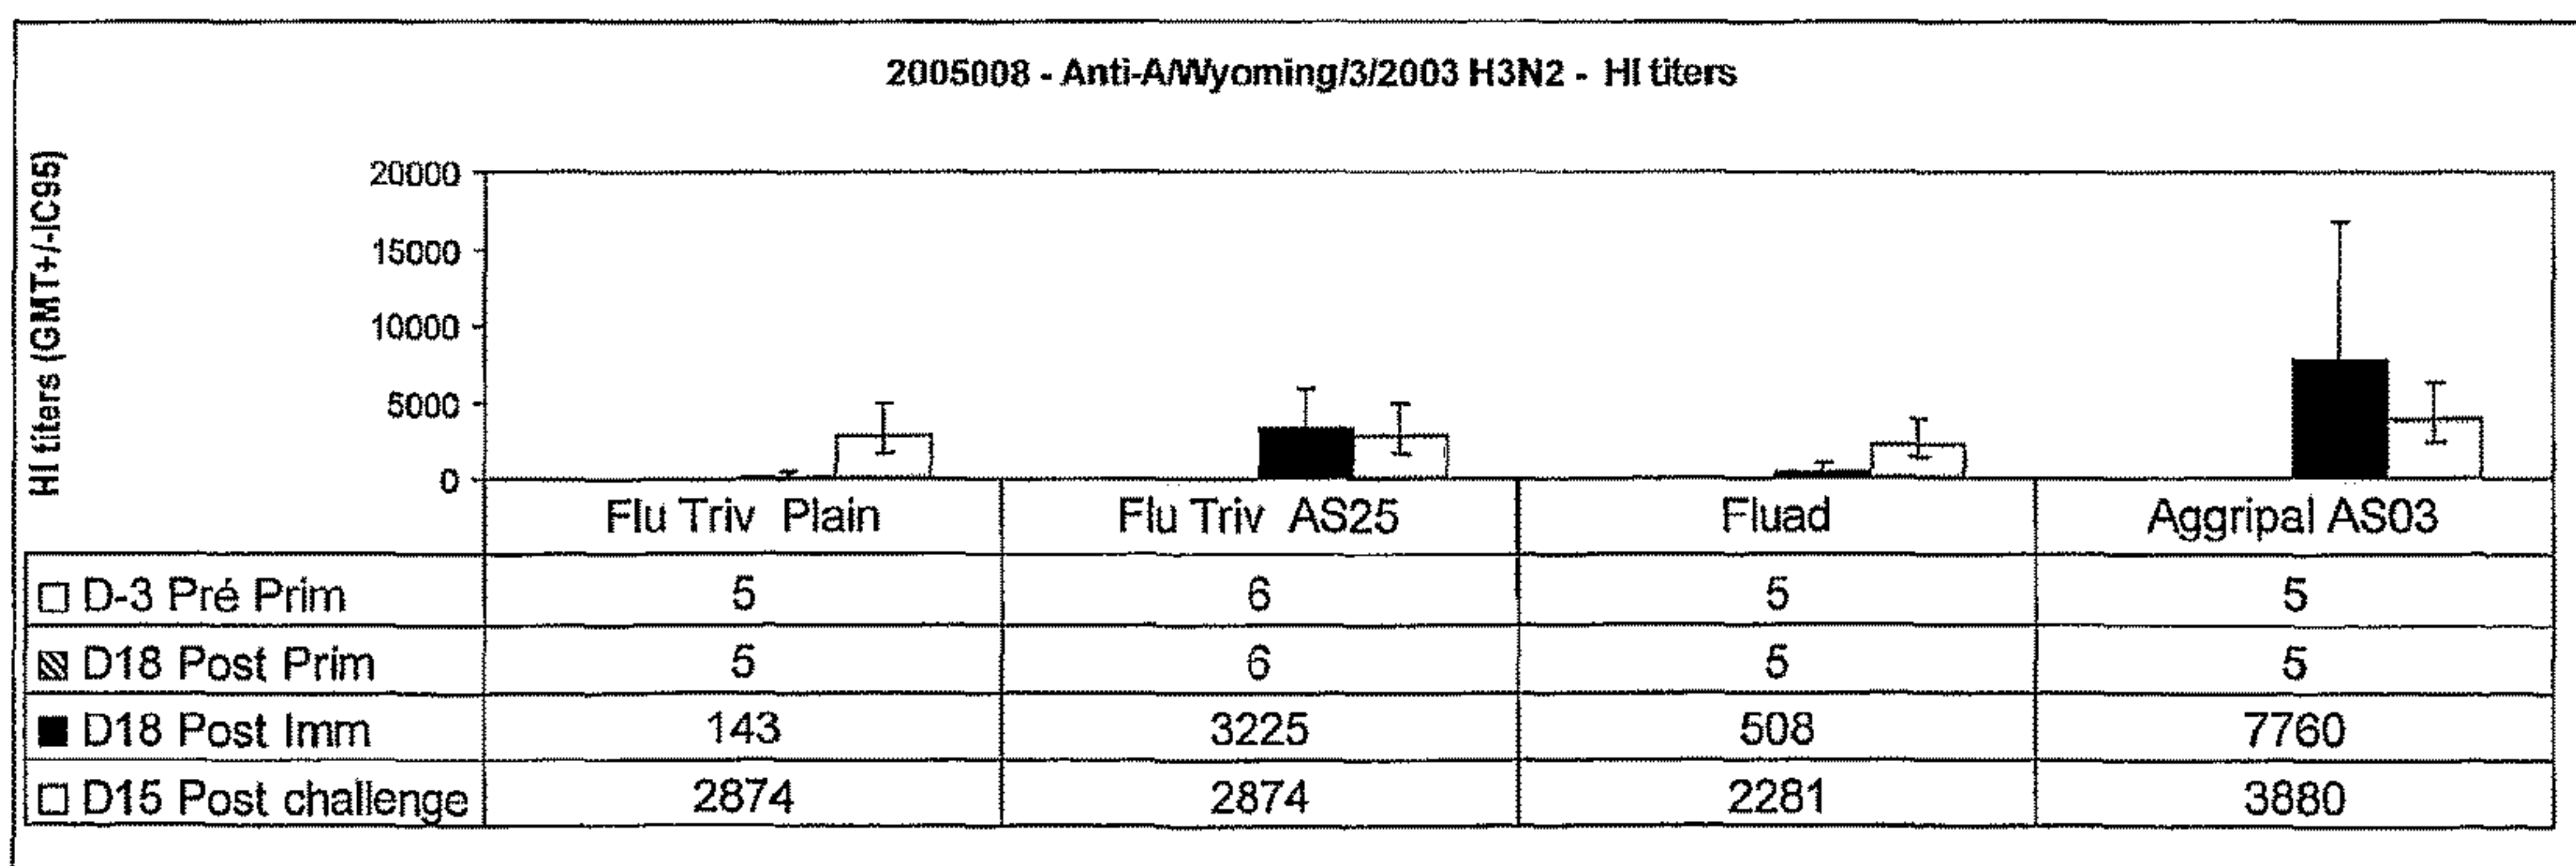 2005008 - Anti-A/Wyoming/3/2003 H3N2 - HI titers
HI titers (GMT+/-IC95)
20000
15000
10000
5000
0
Flu Triv Plain Flu Triv AS25 Fluad Aggripal AS03
D-3 Pré Prim 5 6 5 5
D18 Post Prim 5 6 5 5
D18 Post Imm 143 3225 508 7760
D15 Post challenge 2874 2874 2281 3880